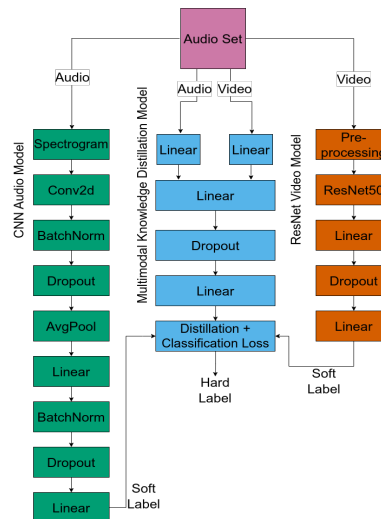 Audio Set
Audio
Audio
Video
Video
CNN Audio Model
Spectrogram
Conv2d
BatchNorm
Dropout
AvgPool
Linear
BatchNorm
Dropout
Linear
Soft
Label
Multimodal Knowledge Distillation Model
Linear
Linear
Linear
Dropout
Linear
Distillation +
Classification Loss
Hard
Label
ResNet Video Model
Pre-
processing
ResNet50
Linear
Dropout
Linear
Soft
Label